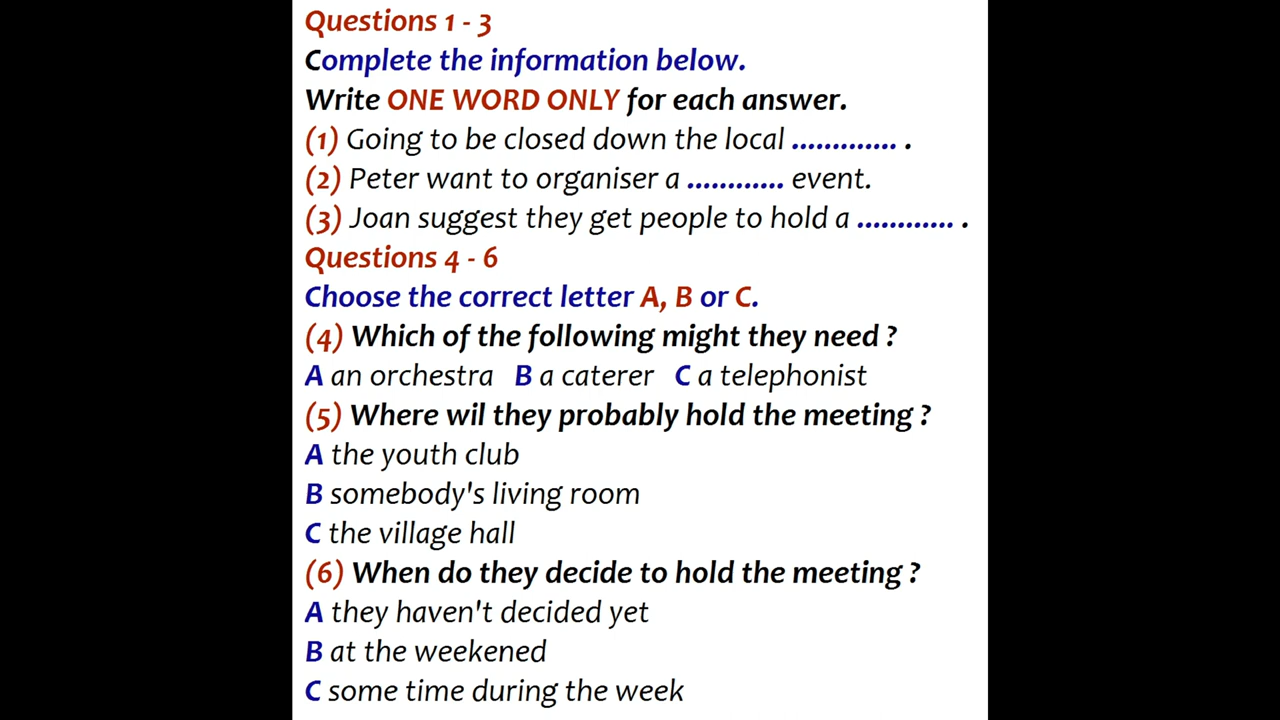 Questions 1 - 3
Complete the information below.
Write ONE WORD ONLY for each answer.
(1) Going to be closed down the local ............. .
(2) Peter want to organiser a ............ event.
(3) Joan suggest they get people to hold a ............ .
Questions 4 - 6
Choose the correct letter A, B or C.
(4) Which of the following might they need ?
A an orchestra B a caterer C a telephonist
(5) Where wil they probably hold the meeting ?
A the youth club
B somebody's living room
C the village hall
(6) When do they decide to hold the meeting ?
A they haven't decided yet
B at the weekened
C some time during the week